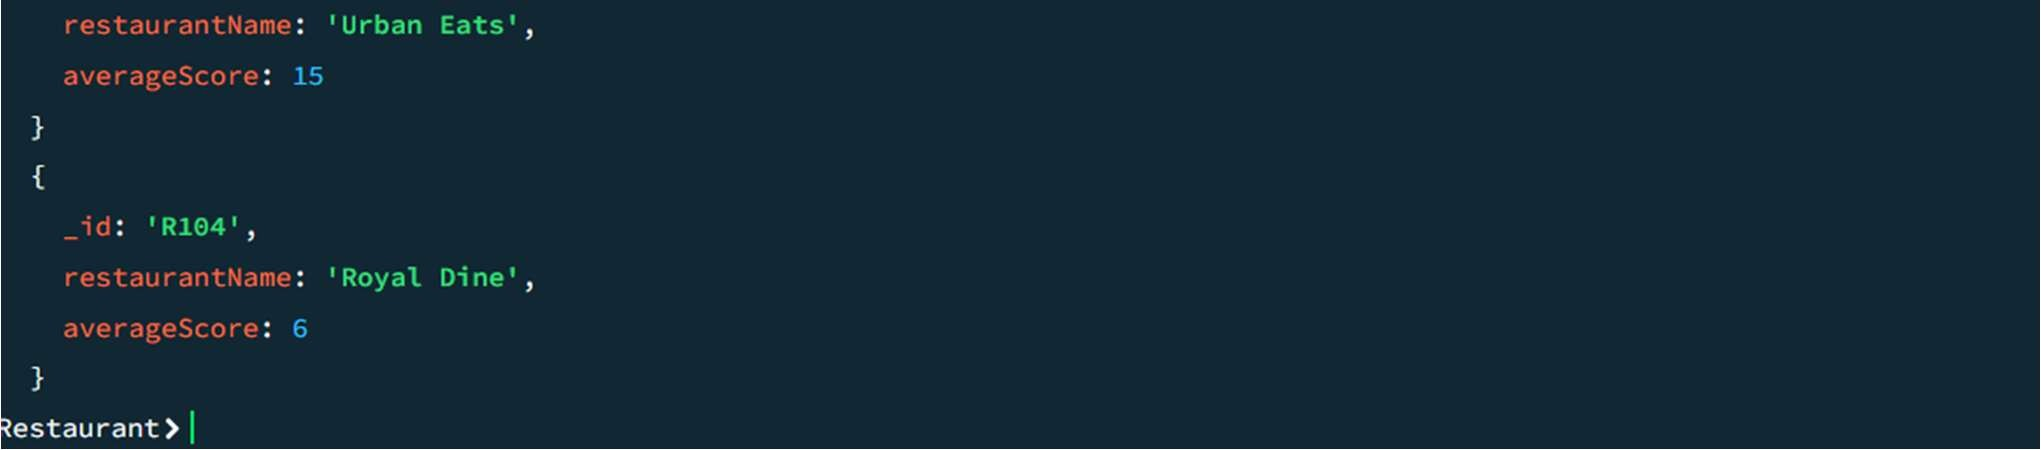 restaurantName: 'Urban Eats',
averageScore: 15
}
{
_id: 'R104',
restaurantName: 'Royal Dine',
averageScore: 6
}
Restaurant>